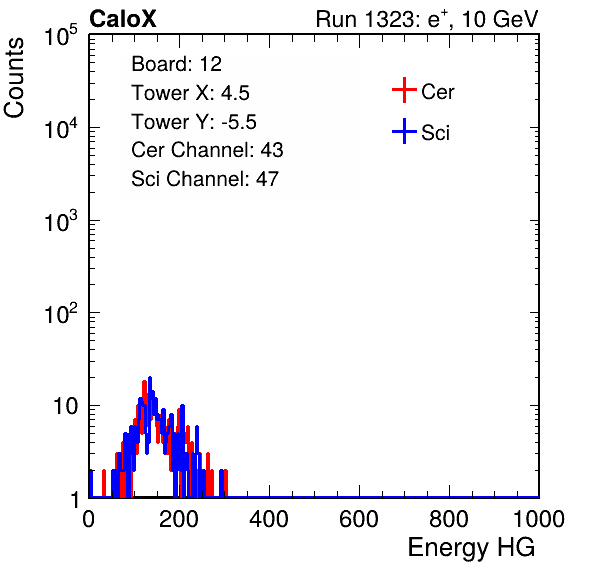 CaloX Run 1323: e⁺, 10 GeV
Counts
10⁵
10⁴
10³
10²
10
1
Board: 12
Tower X: 4.5
Tower Y: -5.5
Cer Channel: 43
Sci Channel: 47
Cer
Sci
0 200 400 600 800 1000
Energy HG